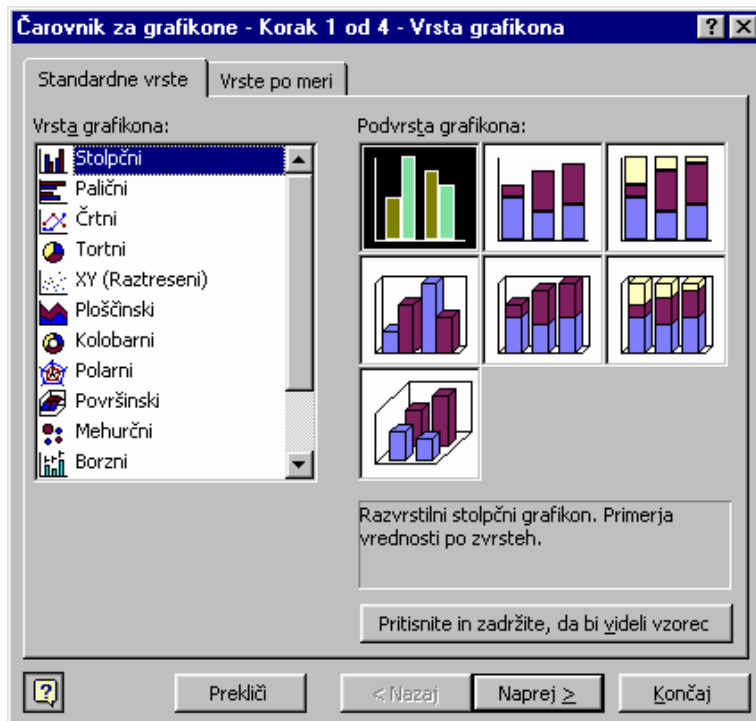 Čarovnik za grafikone - Korak 1 od 4 - Vrsta grafikona
Standardne vrste
Vrste po meri
Vrsta grafikona:
Stolpčni
Palični
Črtni
Tortni
XY (Raztreseni)
Ploščinski
Kolobarni
Polarni
Površinski
Mehurčni
Borzni
Podvrsta grafikona:
Razvrstilni stolpčni grafikon. Primerja
vrednosti po zvrsteh.
Pritisnite in zadržite, da bi videli vzorec
Prekliči
< Nazaj
Naprej >
Končaj